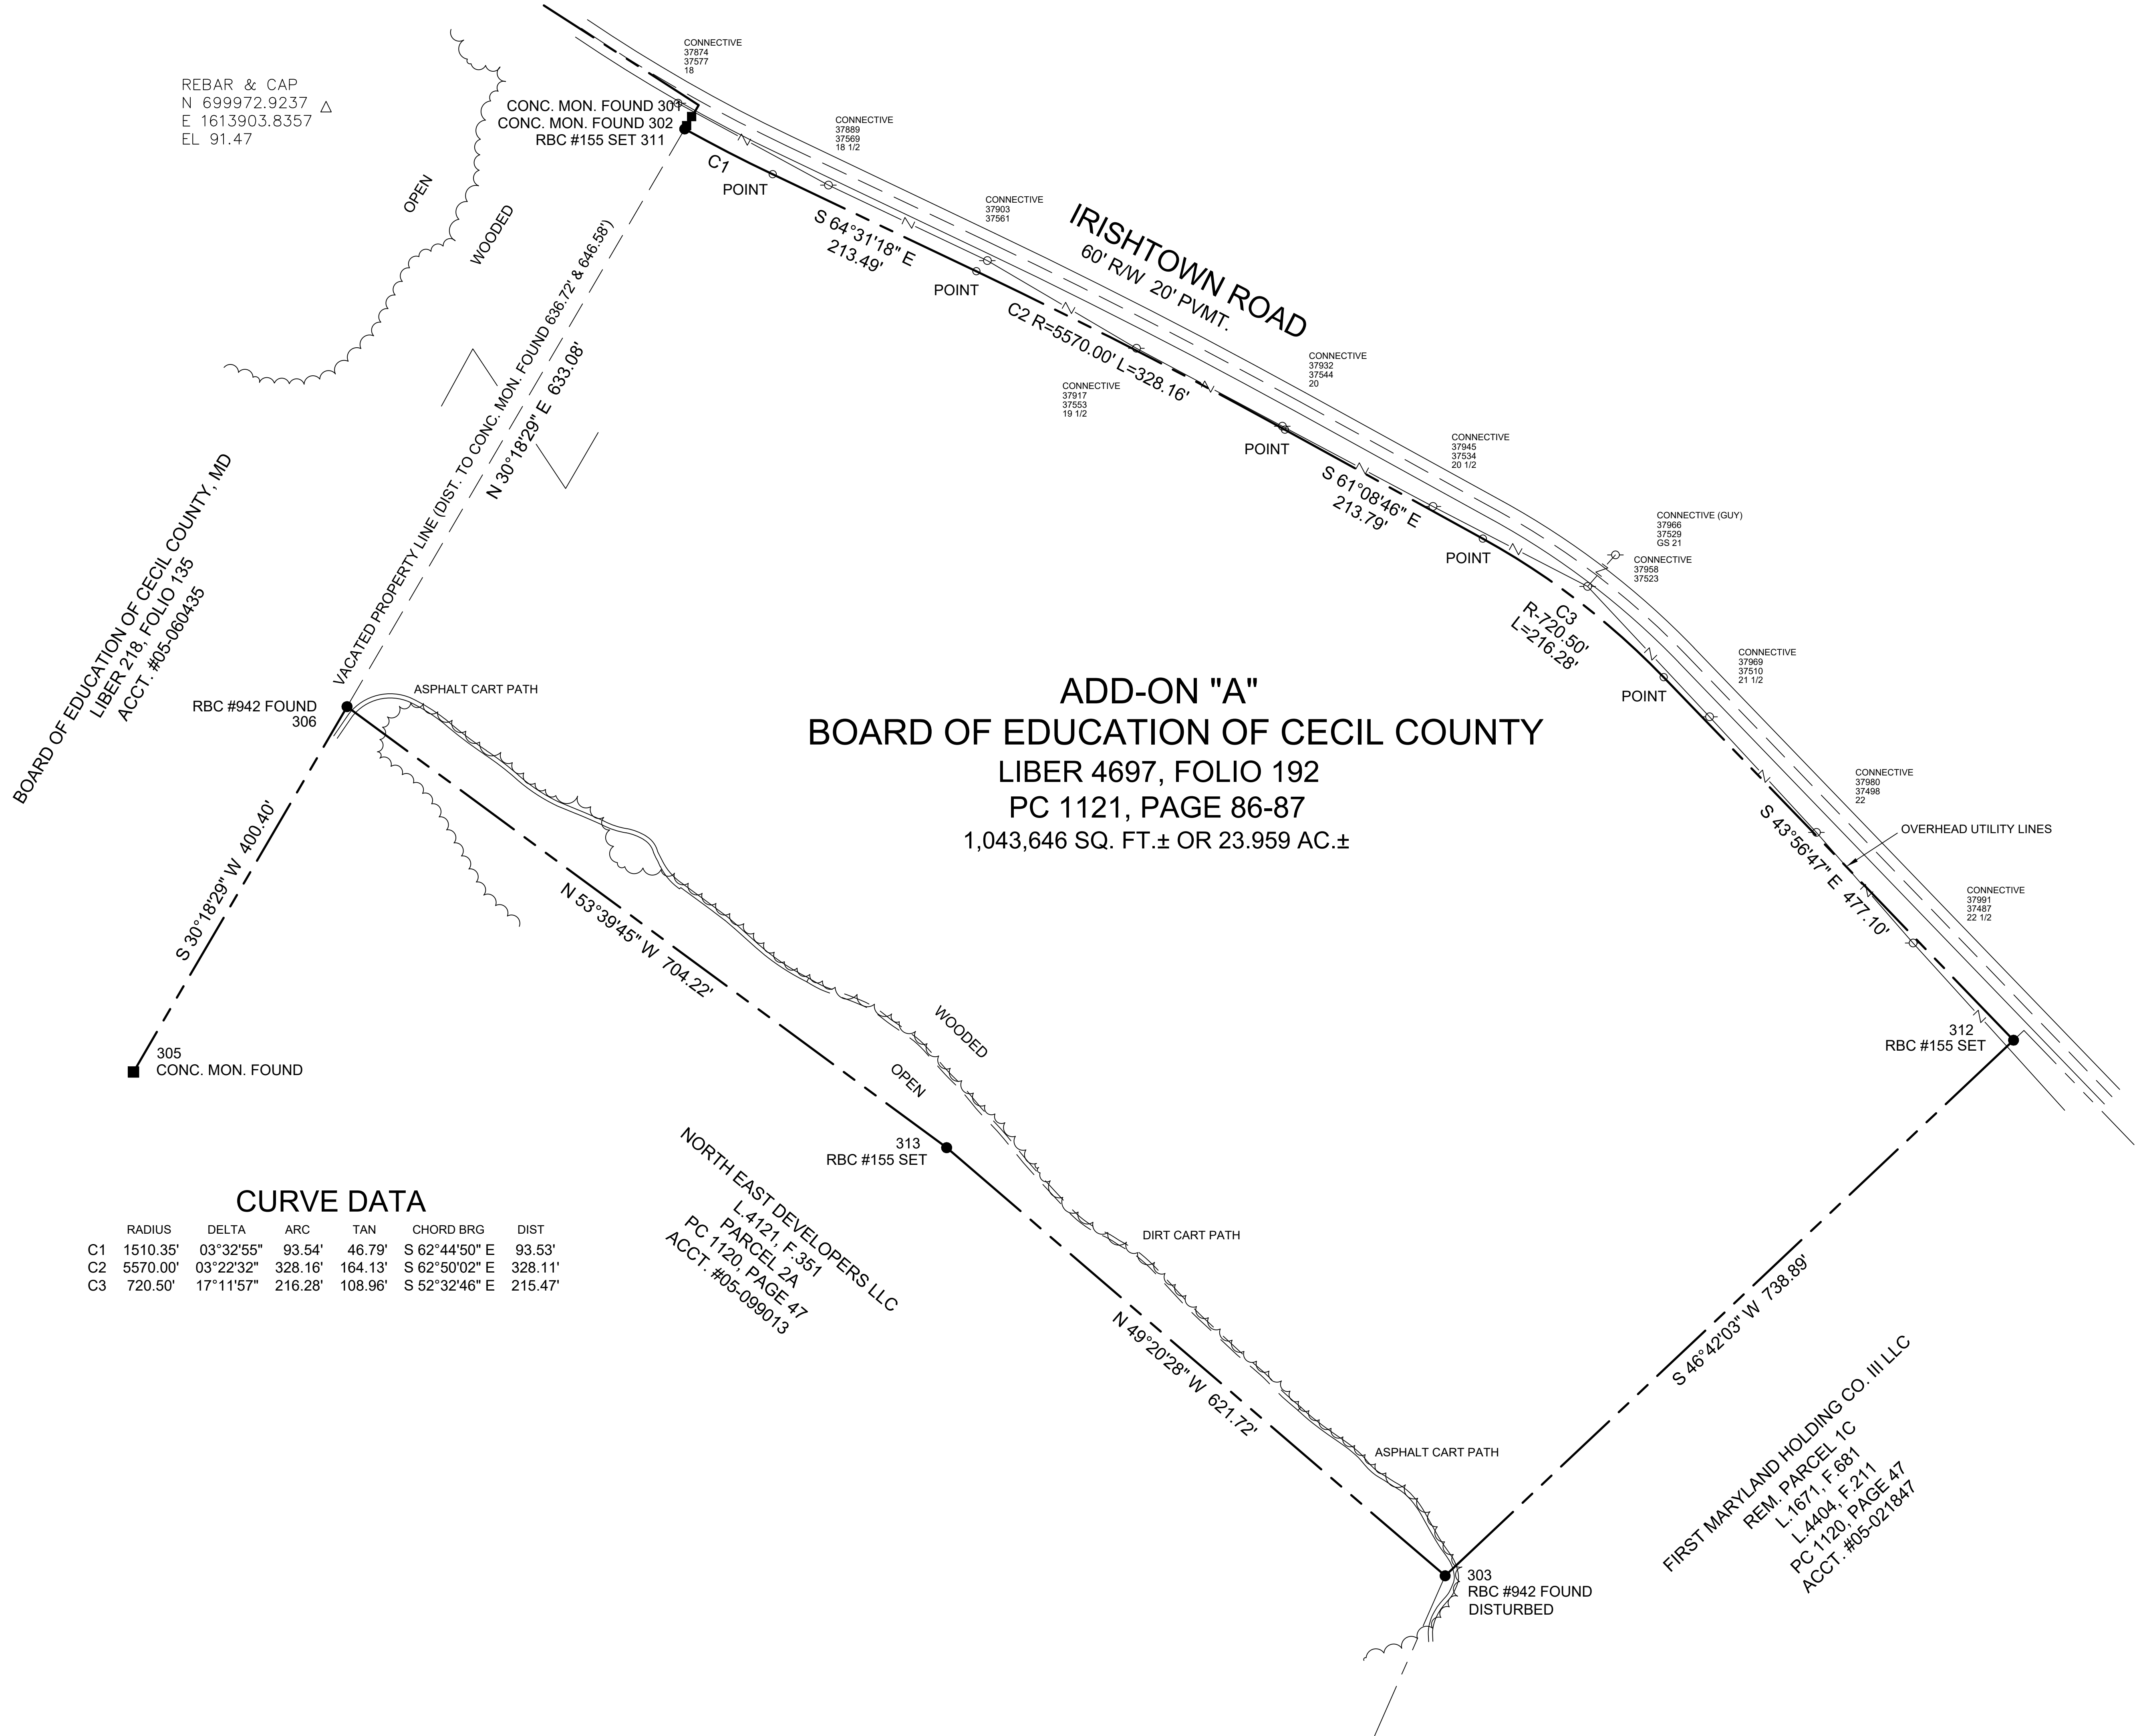 CONNECTIVE
37874
37577
18
REBAR & CAP
N 699972.9237
E 1613903.8357
EL 91.47
CONC. MON. FOUND 301
CONC. MON. FOUND 302
RBC #155 SET 311
CONNECTIVE
37889
37569
18 1/2
C1
POINT
OPEN
WOODED
CONNECTIVE
37903
37561
S 64°31'18" E
213.49'
IRISHTOWN ROAD
60' R/W 20' PVMT.
POINT
C2 R=5570.00' L=328.16'
CONNECTIVE
37932
37544
20
CONNECTIVE
37917
37553
19 1/2
VACATED PROPERTY LINE (DIST. TO CONC. MON. FOUND 636.72' & 646.58')
N 30°18'29" E 633.08'
POINT
CONNECTIVE
37945
37534
20 1/2
S 61°08'46" E
213.79'
CONNECTIVE (GUY)
37966
37529
GS 21
CONNECTIVE
37958
37523
POINT
C3
R-720.50'
L=216.28'
BOARD OF EDUCATION OF CECIL COUNTY, MD
LIBER 218, FOLIO 135
ACCT. #05-060435
CONNECTIVE
37969
37510
21 1/2
POINT
ASPHALT CART PATH
RBC #942 FOUND
306
ADD-ON "A"
BOARD OF EDUCATION OF CECIL COUNTY
LIBER 4697, FOLIO 192
PC 1121, PAGE 86-87
1,043,646 SQ. FT.± OR 23.959 AC.±
CONNECTIVE
37980
37498
22
OVERHEAD UTILITY LINES
S 43°56'47" E 477.10'
CONNECTIVE
37991
37487
22 1/2
S 30°18'29" W 400.40'
N 53°39'45" W 704.22'
WOODED
OPEN
312
RBC #155 SET
305
CONC. MON. FOUND
313
RBC #155 SET
NORTH EAST DEVELOPERS LLC
L.4121, F.351
PARCEL 2A
PC 1120, PAGE 47
ACCT. #05-099013
CURVE DATA
RADIUS DELTA ARC TAN CHORD BRG DIST
C1 1510.35' 03°32'55" 93.54' 46.79' S 62°44'50" E 93.53'
C2 5570.00' 03°22'32" 328.16' 164.13' S 62°50'02" E 328.11'
C3 720.50' 17°11'57" 216.28' 108.96' S 52°32'46" E 215.47'
DIRT CART PATH
N 49°20'28" W 621.72'
S 46°42'03" W 738.89'
ASPHALT CART PATH
FIRST MARYLAND HOLDING CO. III LLC
REM. PARCEL 1C
L.1671, F.681
L.4404, F.211
PC 1120, PAGE 47
ACCT. #05-021847
303
RBC #942 FOUND
DISTURBED